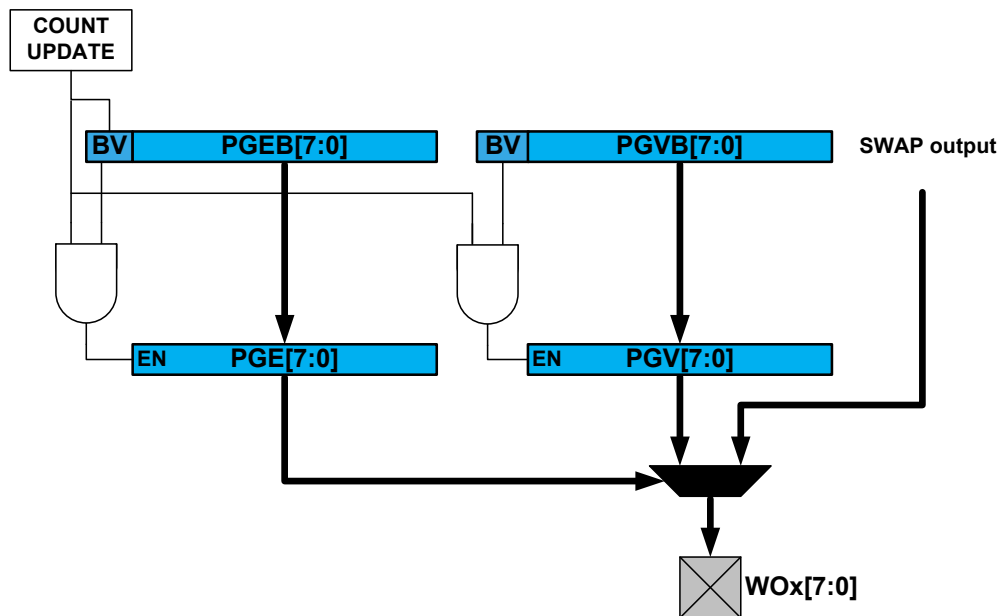 COUNT
UPDATE
BV
PGEB[7:0]
BV
PGVB[7:0]
SWAP output
EN
PGE[7:0]
EN
PGV[7:0]
WOx[7:0]